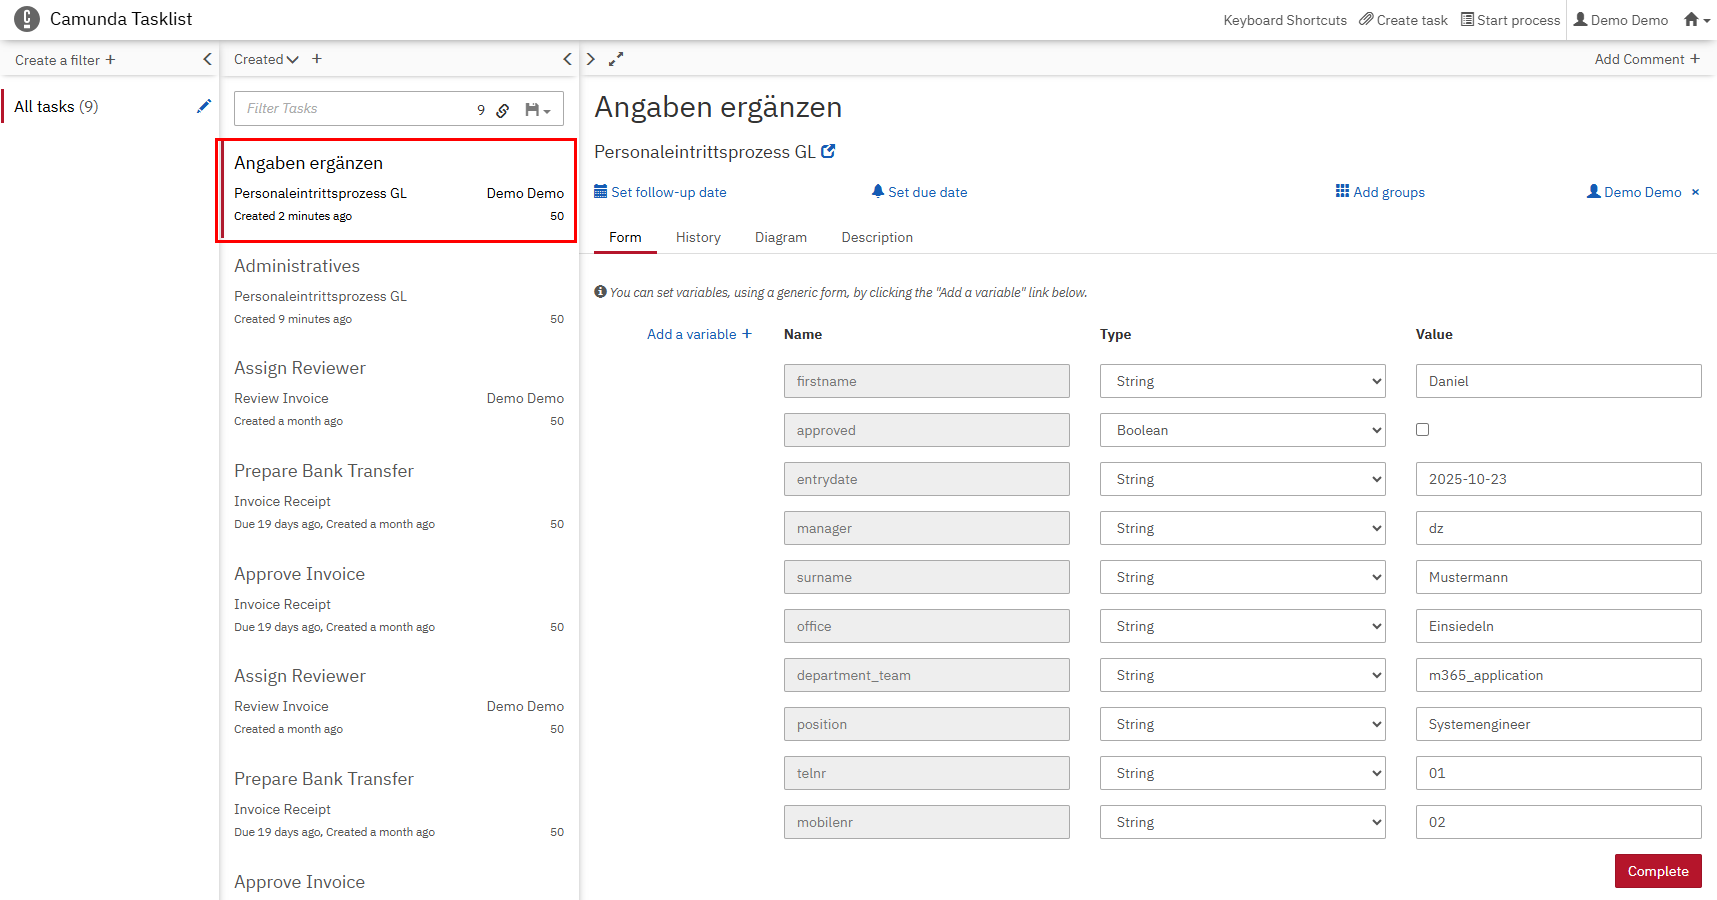 Camunda Tasklist
Keyboard Shortcuts Create task Start process Demo Demo
Create a filter +
All tasks (9)
Created +
Filter Tasks 9
Angaben ergänzen
Personaleintrittsprozess GL Demo Demo
Created 2 minutes ago 50
Administratives
Personaleintrittsprozess GL
Created 9 minutes ago 50
Assign Reviewer
Review Invoice Demo Demo
Created a month ago 50
Prepare Bank Transfer
Invoice Receipt
Due 19 days ago, Created a month ago 50
Approve Invoice
Invoice Receipt
Due 19 days ago, Created a month ago 50
Assign Reviewer
Review Invoice Demo Demo
Created a month ago 50
Prepare Bank Transfer
Invoice Receipt
Due 19 days ago, Created a month ago 50
Approve Invoice
Add Comment +
Angaben ergänzen
Personaleintrittsprozess GL
Set follow-up date Set due date Add groups Demo Demo ×
Form History Diagram Description
You can set variables, using a generic form, by clicking the "Add a variable" link below.
Add a variable + Name Type Value
firstname String Daniel
approved Boolean
entrydate String 2025-10-23
manager String dz
surname String Mustermann
office String Einsiedeln
department_team String m365_application
position String Systemengineer
telnr String 01
mobilenr String 02
Complete